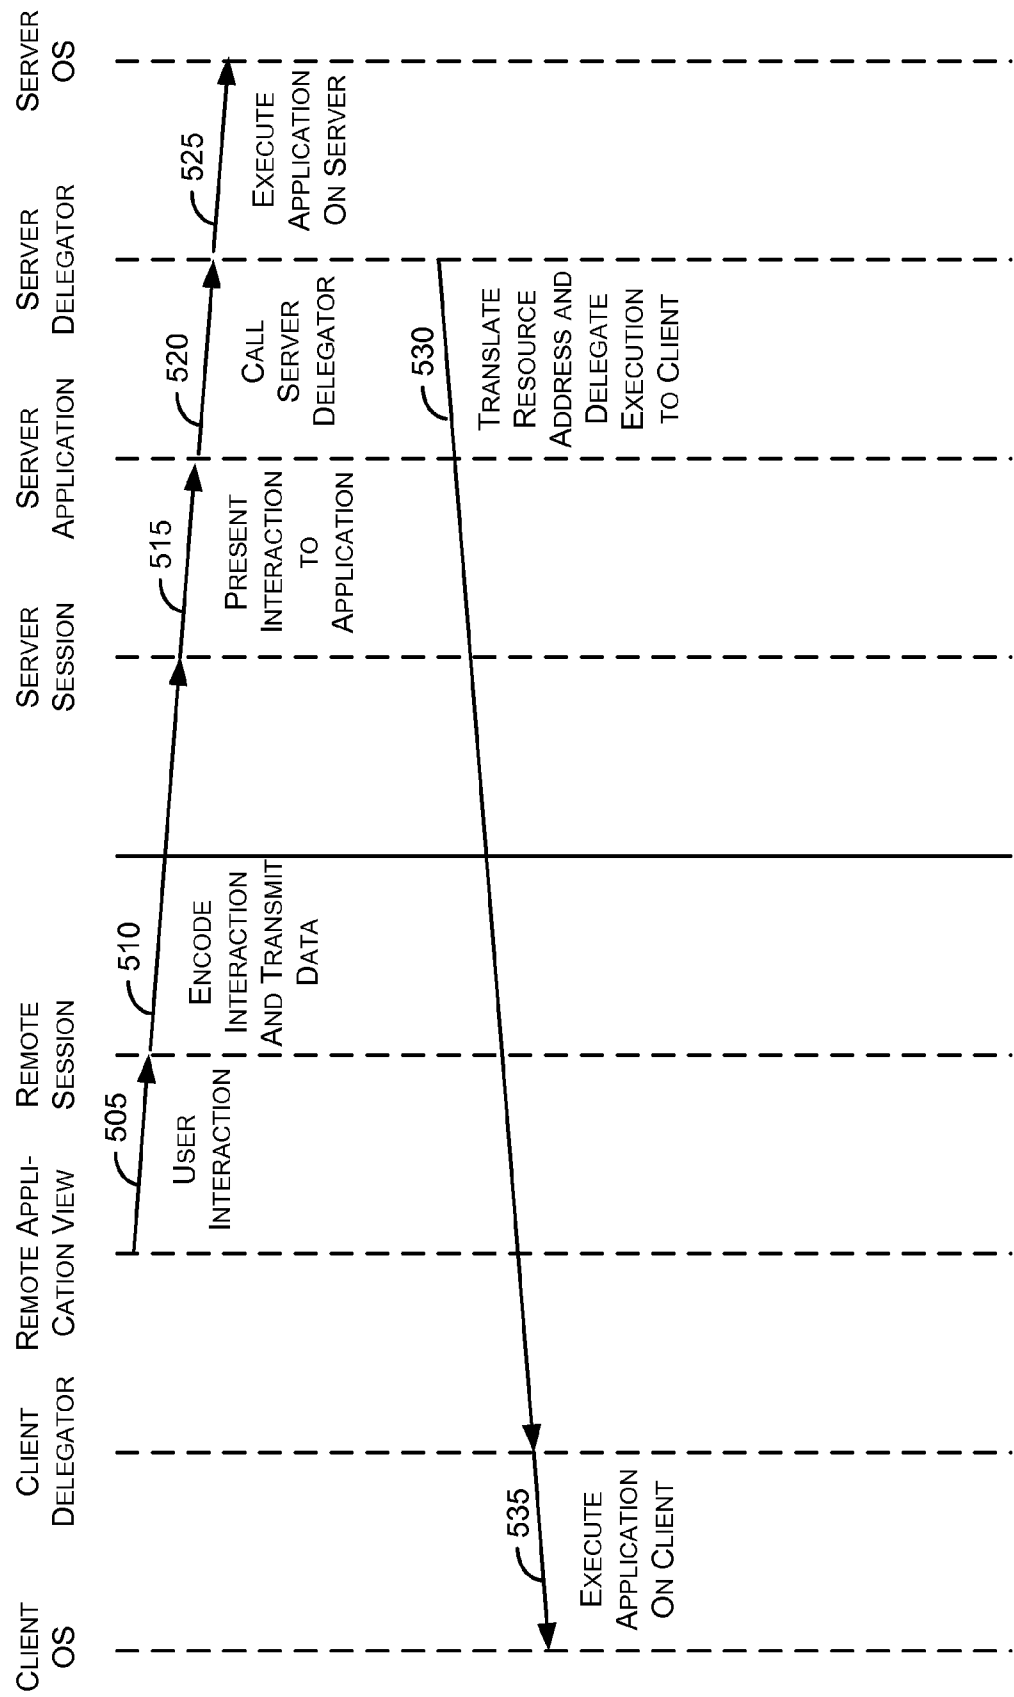 CLIENT
OS
CLIENT
DELEGATOR
REMOTE APPLI-
CATION VIEW
REMOTE
SESSION
SERVER
SESSION
SERVER
APPLICATION
SERVER
DELEGATOR
SERVER
OS
505
USER
INTERACTION
510
ENCODE
INTERACTION
AND TRANSMIT
DATA
515
PRESENT
INTERACTION
TO
APPLICATION
520
CALL
SERVER
DELEGATOR
525
EXECUTE
APPLICATION
ON SERVER
530
TRANSLATE
RESOURCE
ADDRESS AND
DELEGATE
EXECUTION
TO CLIENT
535
EXECUTE
APPLICATION
ON CLIENT